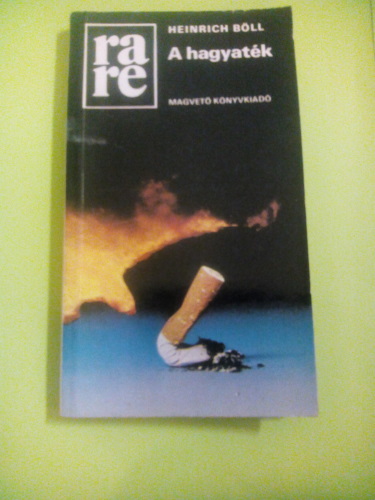 ra
re
HEINRICH BÖLL
A hagyaték
MAGVETŐ KÖNYVKIADÓ